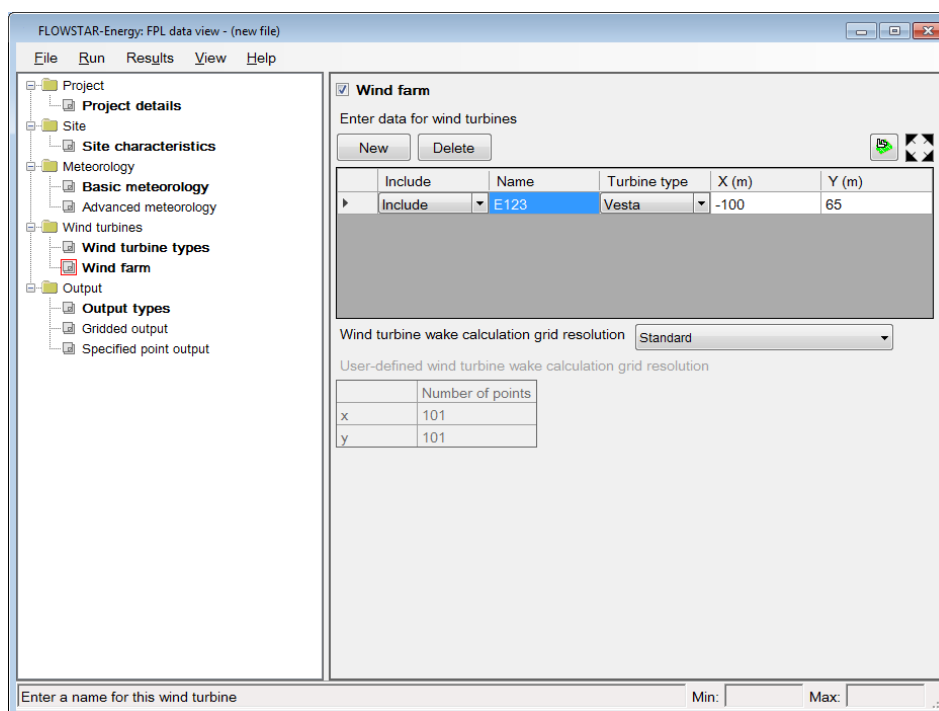 FLOWSTAR-Energy: FPL data view - (new file)
File Run Results View Help
Project
Project details
Site
Site characteristics
Meteorology
Basic meteorology
Advanced meteorology
Wind turbines
Wind turbine types
Wind farm
Output
Output types
Gridded output
Specified point output
Wind farm
Enter data for wind turbines
New Delete
Include Name Turbine type X (m) Y (m)
Include E123 Vesta -100 65
Wind turbine wake calculation grid resolution Standard
User-defined wind turbine wake calculation grid resolution
Number of points
x 101
y 101
Enter a name for this wind turbine Min: Max: